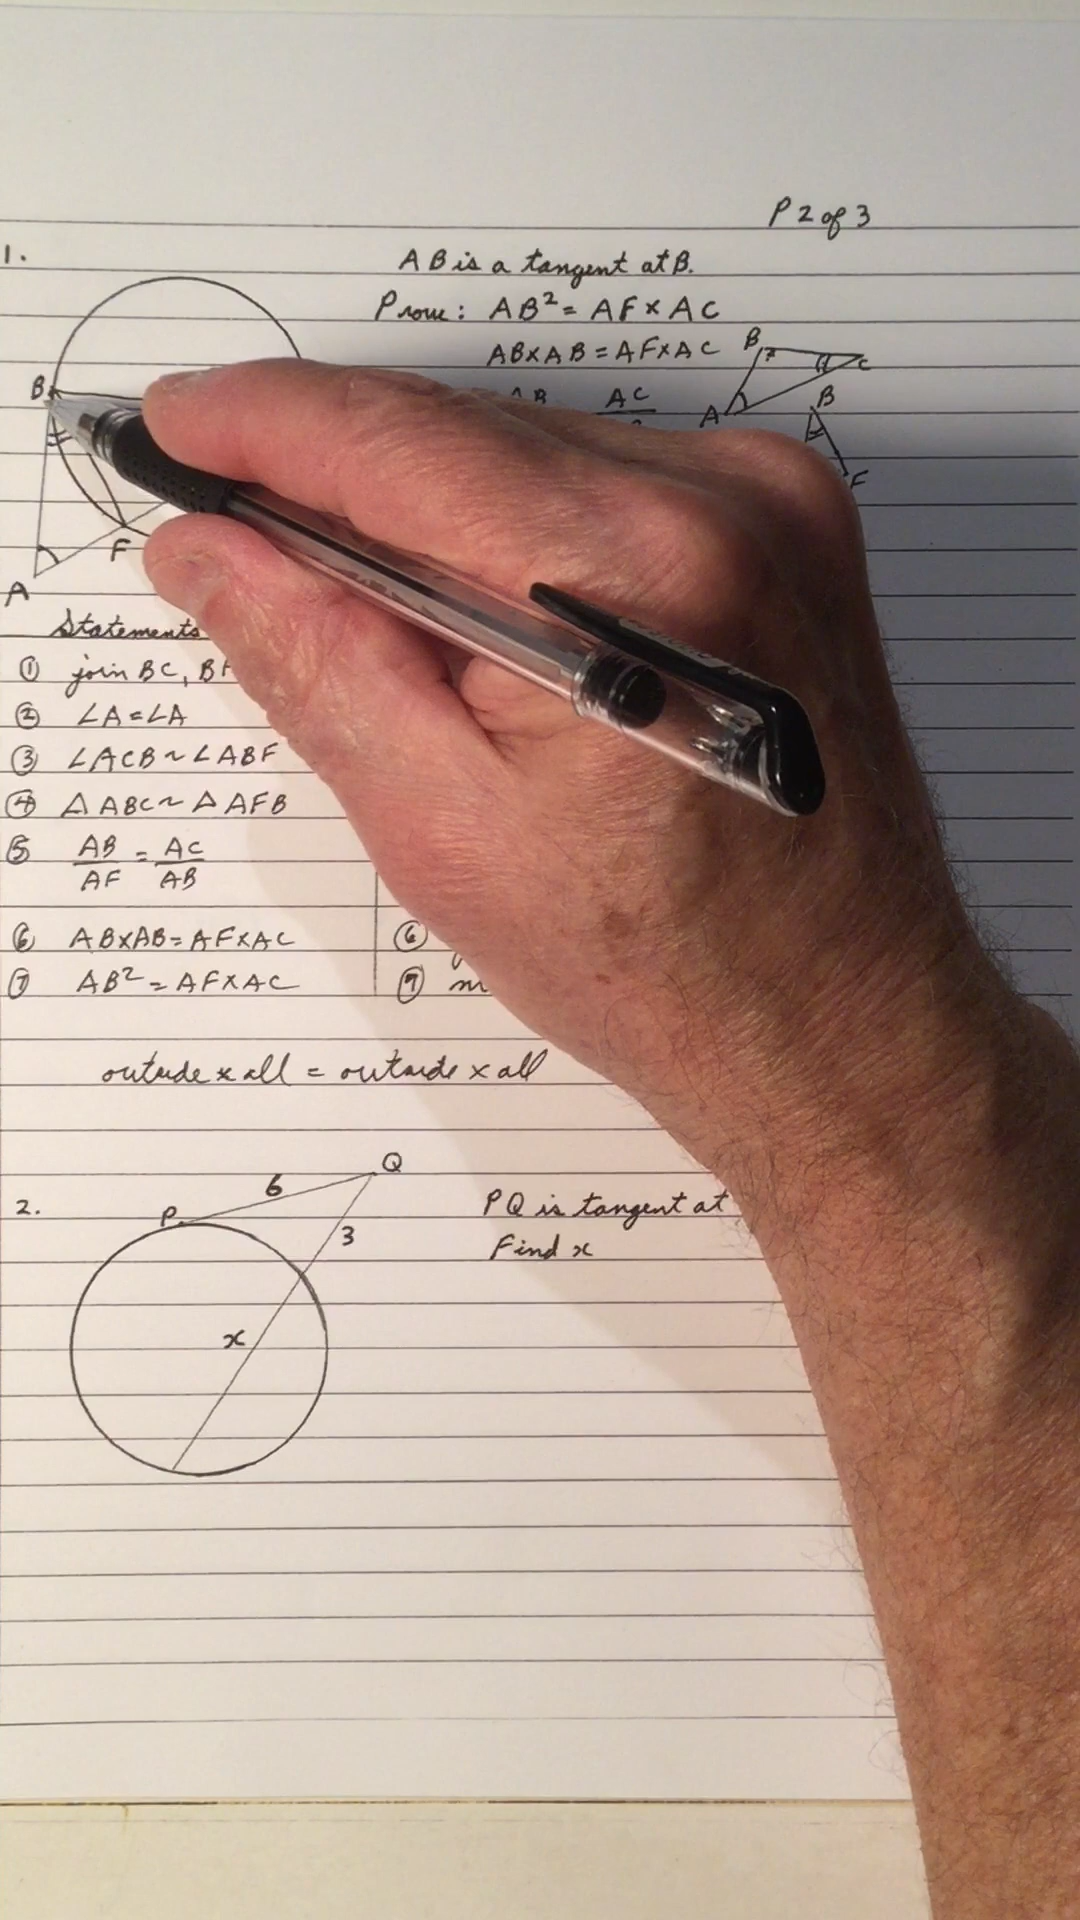 P 2 of 3
1.
AB is a tangent at B.
Prove: AB² = AF × AC
AB×AB = AF×AC
B
C
A
B
F
AC
B
F
A
Statements
① join BC,
② ∠A = ∠A
③ ∠ACB ~ ∠ABF
④ △ABC ~ △AFB
⑤ AB/AF = AC/AB
⑥ AB×AB = AF×AC
⑥
⑦ AB² = AF×AC
⑦
outside × all = outside × all
2.
Q
6
P
3
x
PQ is tangent at
Find x